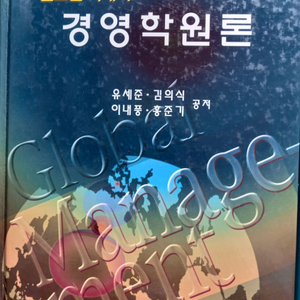 경영학원론
유세준 · 김의식
이내풍 · 홍준기 공저
Global
Manage-
ment